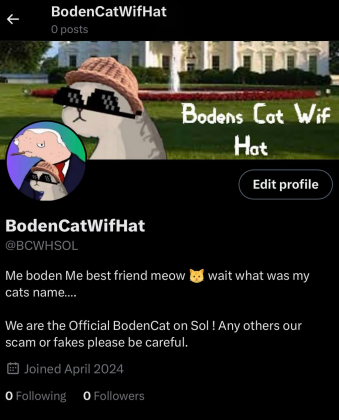 BodenCatWifHat
0 posts
Bodens Cat Wif
Hat
Edit profile
BodenCatWifHat
@BCWHSOL
Me boden Me best friend meow 🐱 wait what was my
cats name....
We are the Official BodenCat on Sol ! Any others our
scam or fakes please be careful.
Joined April 2024
0 Following 0 Followers